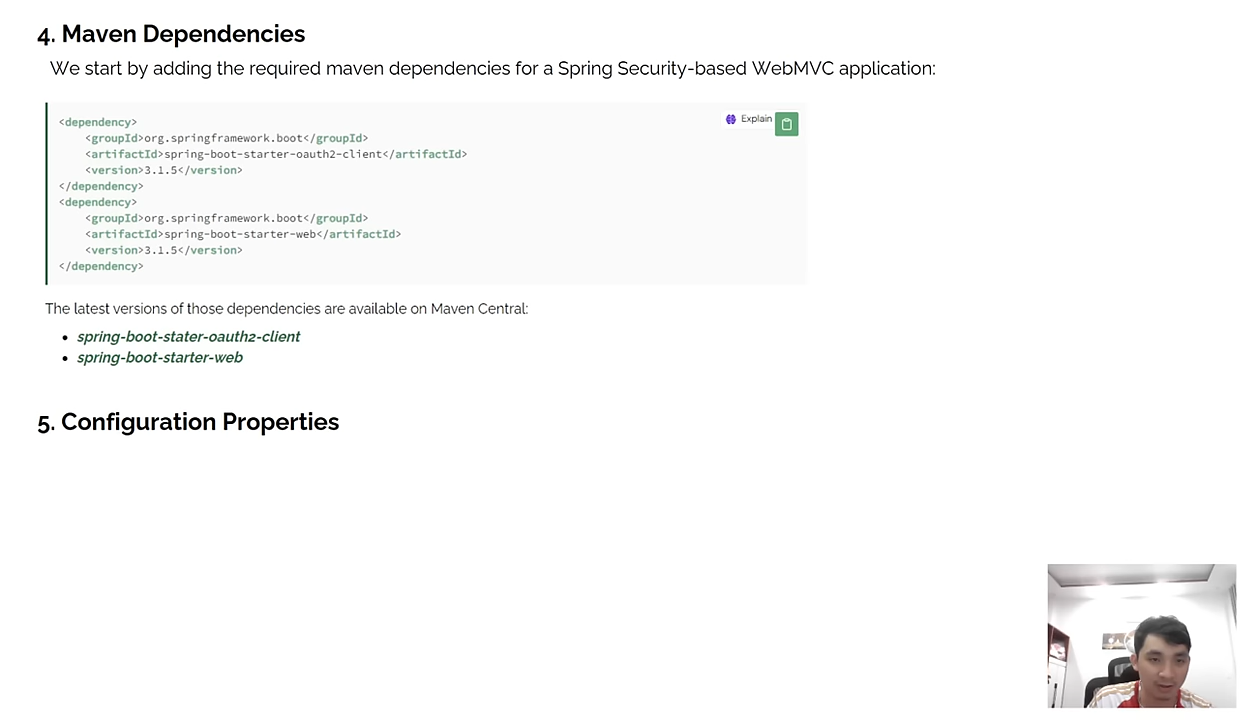 4. Maven Dependencies
We start by adding the required maven dependencies for a Spring Security-based WebMVC application:
Explain
<dependency>
<groupId>org.springframework.boot</groupId>
<artifactId>spring-boot-starter-oauth2-client</artifactId>
<version>3.1.5</version>
</dependency>
<dependency>
<groupId>org.springframework.boot</groupId>
<artifactId>spring-boot-starter-web</artifactId>
<version>3.1.5</version>
</dependency>
The latest versions of those dependencies are available on Maven Central:
• spring-boot-stater-oauth2-client
• spring-boot-starter-web
5. Configuration Properties